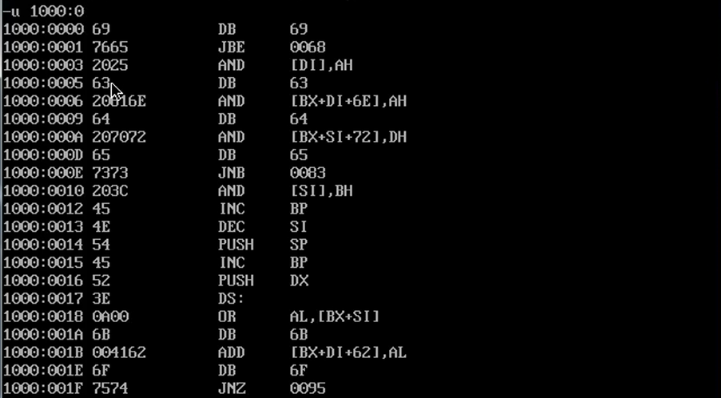 -u 1000:0
1000:0000 69 DB 69
1000:0001 7665 JBE 0068
1000:0003 2025 AND [DI],AH
1000:0005 63 DB 63
1000:0006 20616E AND [BX+DI+6E],AH
1000:0009 64 DB 64
1000:000A 207072 AND [BX+SI+72],DH
1000:000D 65 DB 65
1000:000E 7373 JNB 0083
1000:0010 203C AND [SI],BH
1000:0012 45 INC BP
1000:0013 4E DEC SI
1000:0014 54 PUSH SP
1000:0015 45 INC BP
1000:0016 52 PUSH DX
1000:0017 3E DS:
1000:0018 0A00 OR AL,[BX+SI]
1000:001A 6B DB 6B
1000:001B 004162 ADD [BX+DI+62],AL
1000:001E 6F DB 6F
1000:001F 7574 JNZ 0095